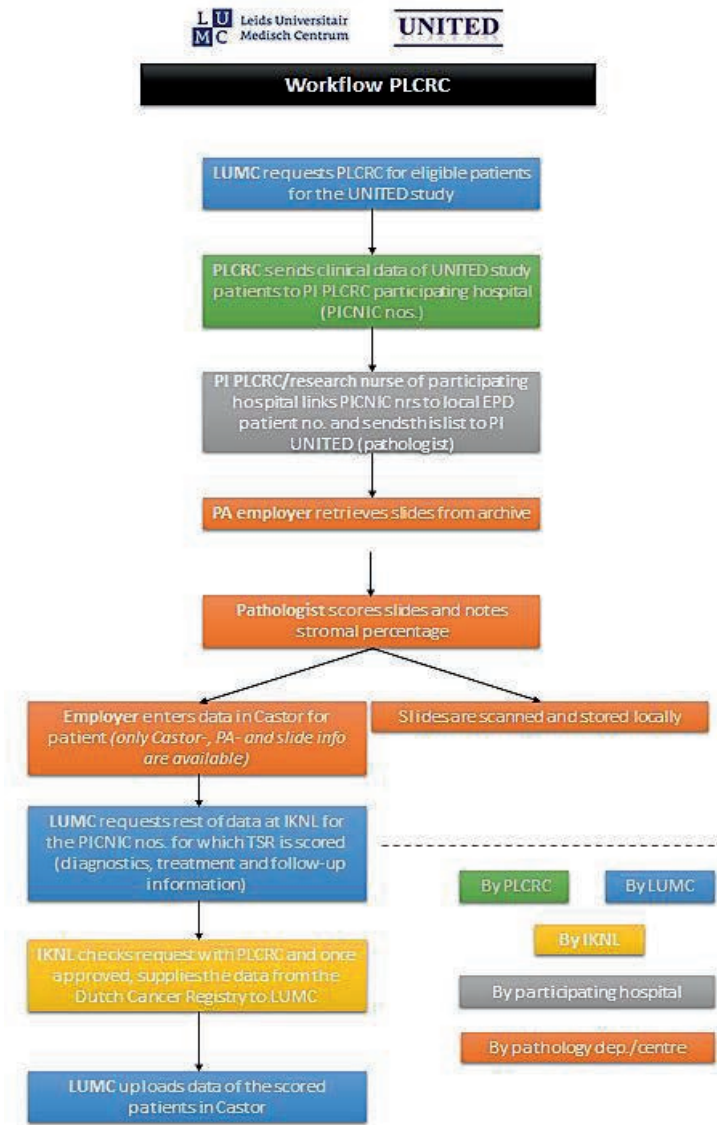 L U
M C
Leids Universitair
Medisch Centrum
UNITED
Workflow PLCRC
LUMC requests PLCRC for eligible patients
for the UNITED study
PLCRC sends clinical data of UNITED study
patients to PI PLCRC participating hospital
(PICNIC nos.)
PI PLCRC/research nurse of participating
hospital links PICNIC nrs to local EPD
patient no. and sends this list to PI
UNITED (pathologist)
PA employer retrieves slides from archive
Pathologist scores slides and notes
stromal percentage
Employer enters data in Castor for
patient (only Castor-, PA- and slide info
are available)
Slides are scanned and stored locally
LUMC requests rest of data at IKNL for
the PICNIC nos. for which TSR is scored
(diagnostics, treatment and follow-up
information)
IKNL checks request with PLCRC and once
approved, supplies the data from the
Dutch Cancer Registry to LUMC
LUMC uploads data of the scored
patients in Castor
By PLCRC
By LUMC
By IKNL
By participating hospital
By pathology dep./centre